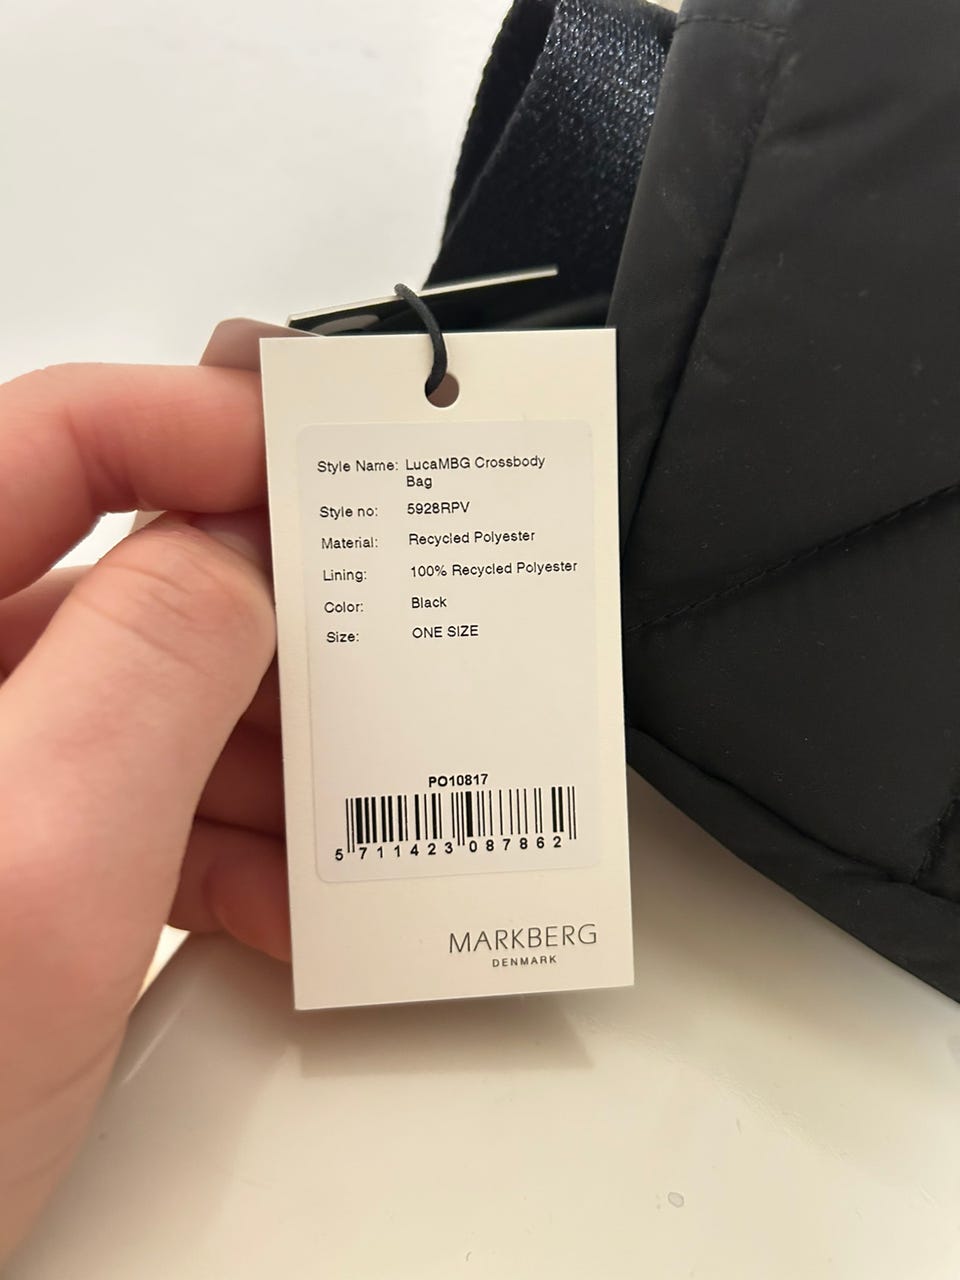 Style Name: LucaMBG Crossbody
Bag
Style no: 5928RPV
Material: Recycled Polyester
Lining: 100% Recycled Polyester
Color: Black
Size: ONE SIZE
PO10817
5 711423 087862
MARKBERG
DENMARK